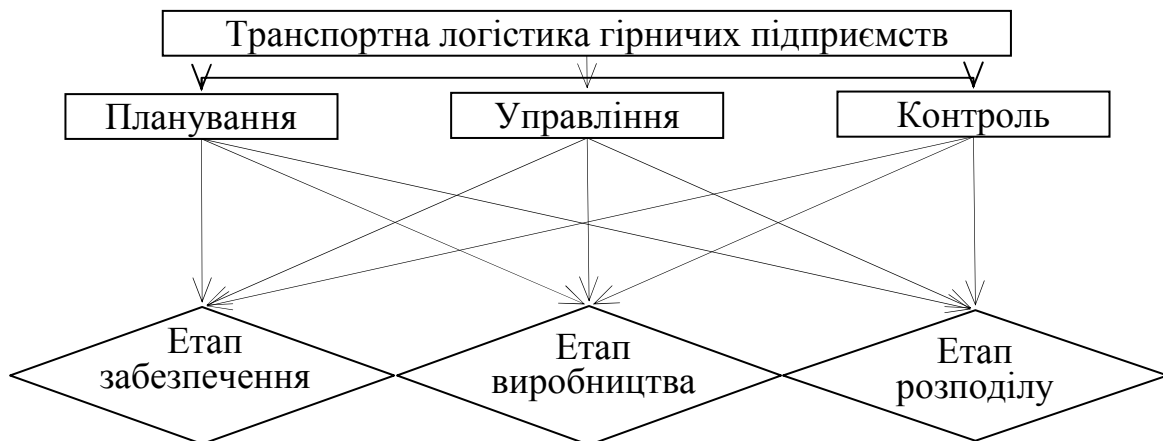 Транспортна логістика гірничих підприємств
Планування
Управління
Контроль
Етап
забезпечення
Етап
виробництва
Етап
розподілу